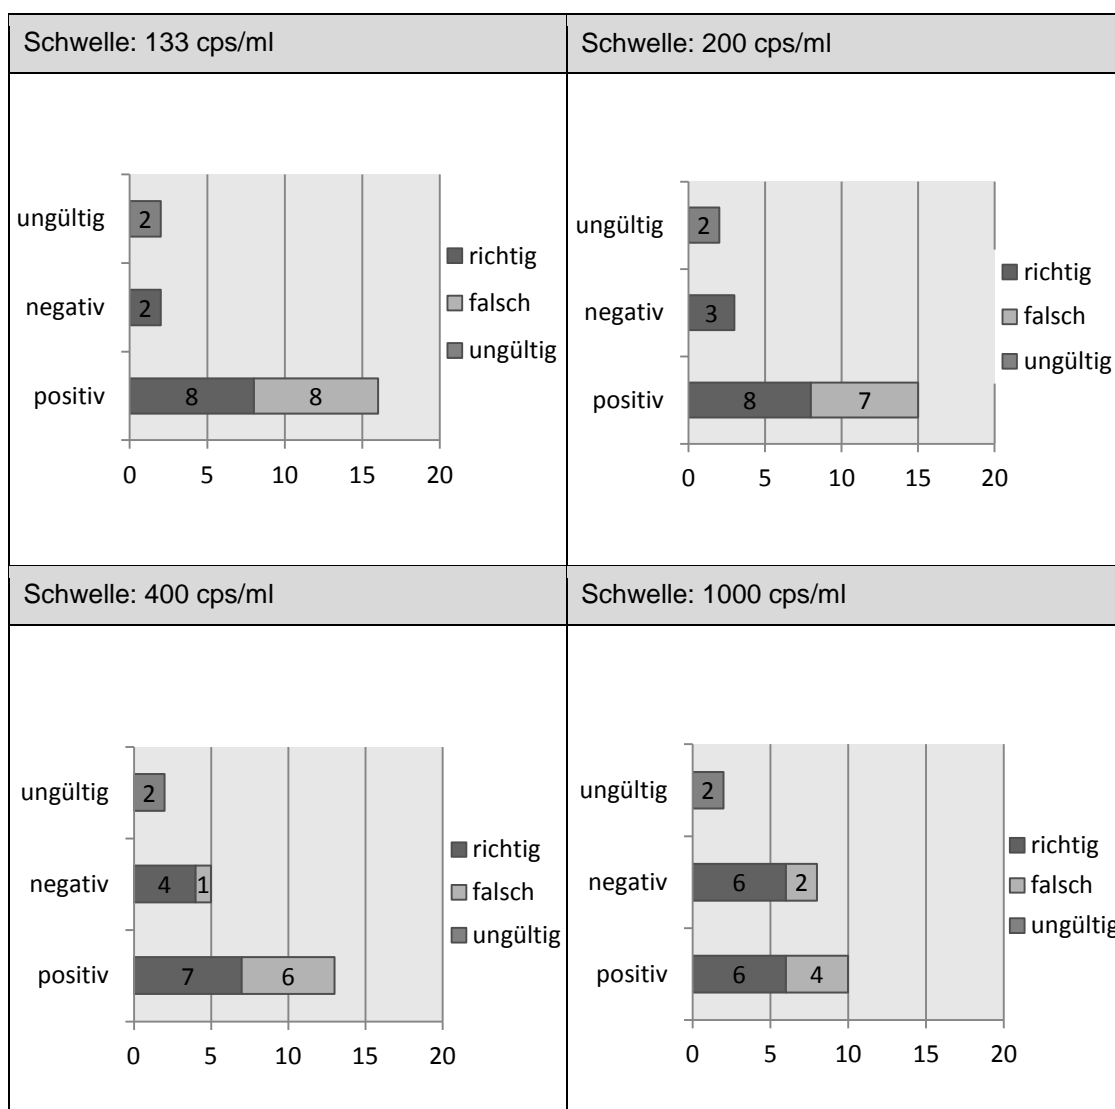 Schwelle: 133 cps/ml
Schwelle: 200 cps/ml
ungültig
2
negativ
2
positiv
8 8
0 5 10 15 20
richtig
falsch
ungültig
ungültig
2
negativ
3
positiv
8 7
0 5 10 15 20
richtig
falsch
ungültig
Schwelle: 400 cps/ml
Schwelle: 1000 cps/ml
ungültig
2
negativ
4 1
positiv
7 6
0 5 10 15 20
richtig
falsch
ungültig
ungültig
2
negativ
6 2
positiv
6 4
0 5 10 15 20
richtig
falsch
ungültig